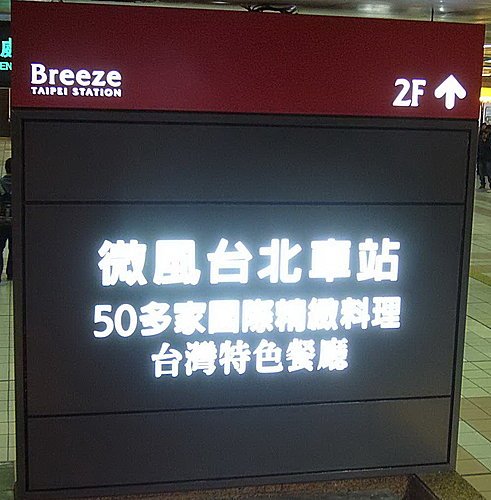 Breeze
TAIPEI STATION
2F ↑
微風台北車站
50多家國際精緻料理
台灣特色餐廳